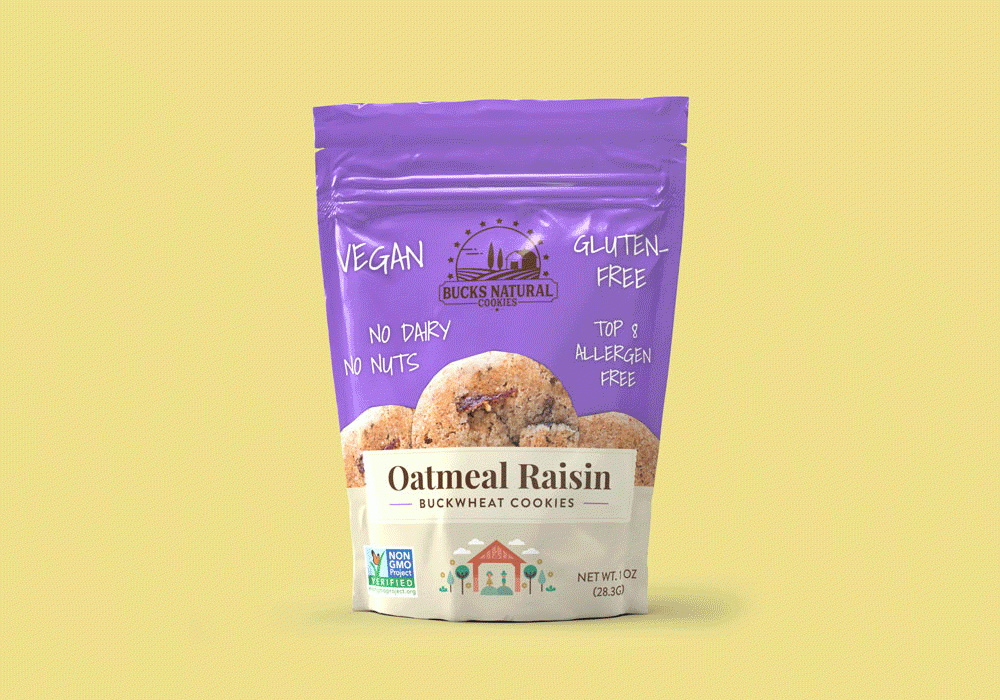 VEGAN
GLUTEN-
FREE
BUCKS NATURAL
COOKIES
NO DAIRY
NO NUTS
TOP 8
ALLERGEN
FREE
Oatmeal Raisin
BUCKWHEAT COOKIES
NON
GMO
Project
VERIFIED
nongmoproject.org
NET WT. 1 OZ
(28.3G)